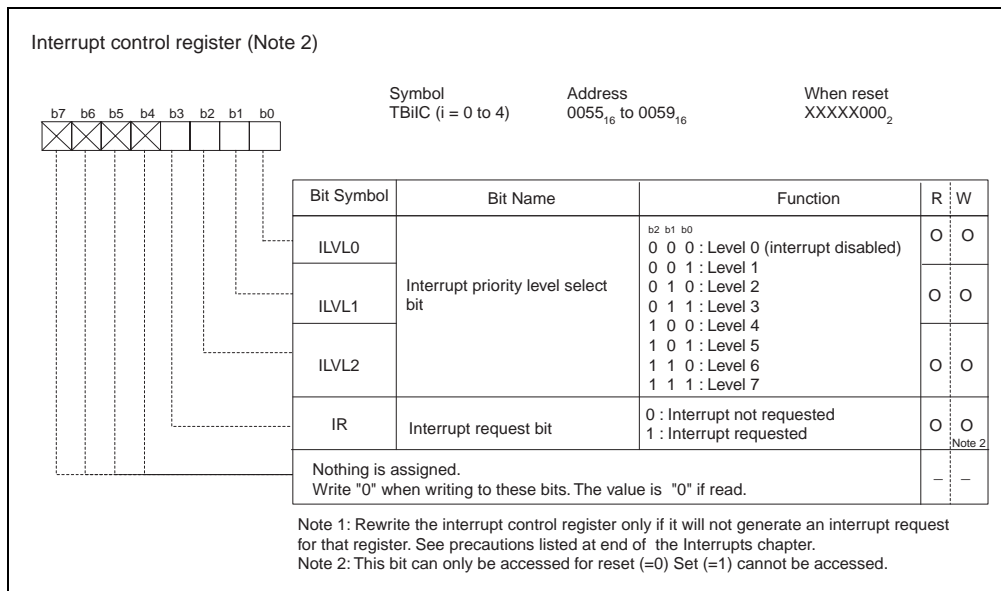 Interrupt control register (Note 2)
Symbol Address When reset
TBiIC (i = 0 to 4) 0055₁₆ to 0059₁₆ XXXXX000₂
b7 b6 b5 b4 b3 b2 b1 b0
Bit Symbol Bit Name Function R W
b2 b1 b0
ILVL0 0 0 0 : Level 0 (interrupt disabled) O O
0 0 1 : Level 1
Interrupt priority level select 0 1 0 : Level 2
ILVL1 bit 0 1 1 : Level 3 O O
1 0 0 : Level 4
1 0 1 : Level 5
ILVL2 1 1 0 : Level 6 O O
1 1 1 : Level 7
IR Interrupt request bit 0 : Interrupt not requested O O
1 : Interrupt requested Note 2
Nothing is assigned.
Write "0" when writing to these bits. The value is "0" if read. – –
Note 1: Rewrite the interrupt control register only if it will not generate an interrupt request
for that register. See precautions listed at end of the Interrupts chapter.
Note 2: This bit can only be accessed for reset (=0) Set (=1) cannot be accessed.